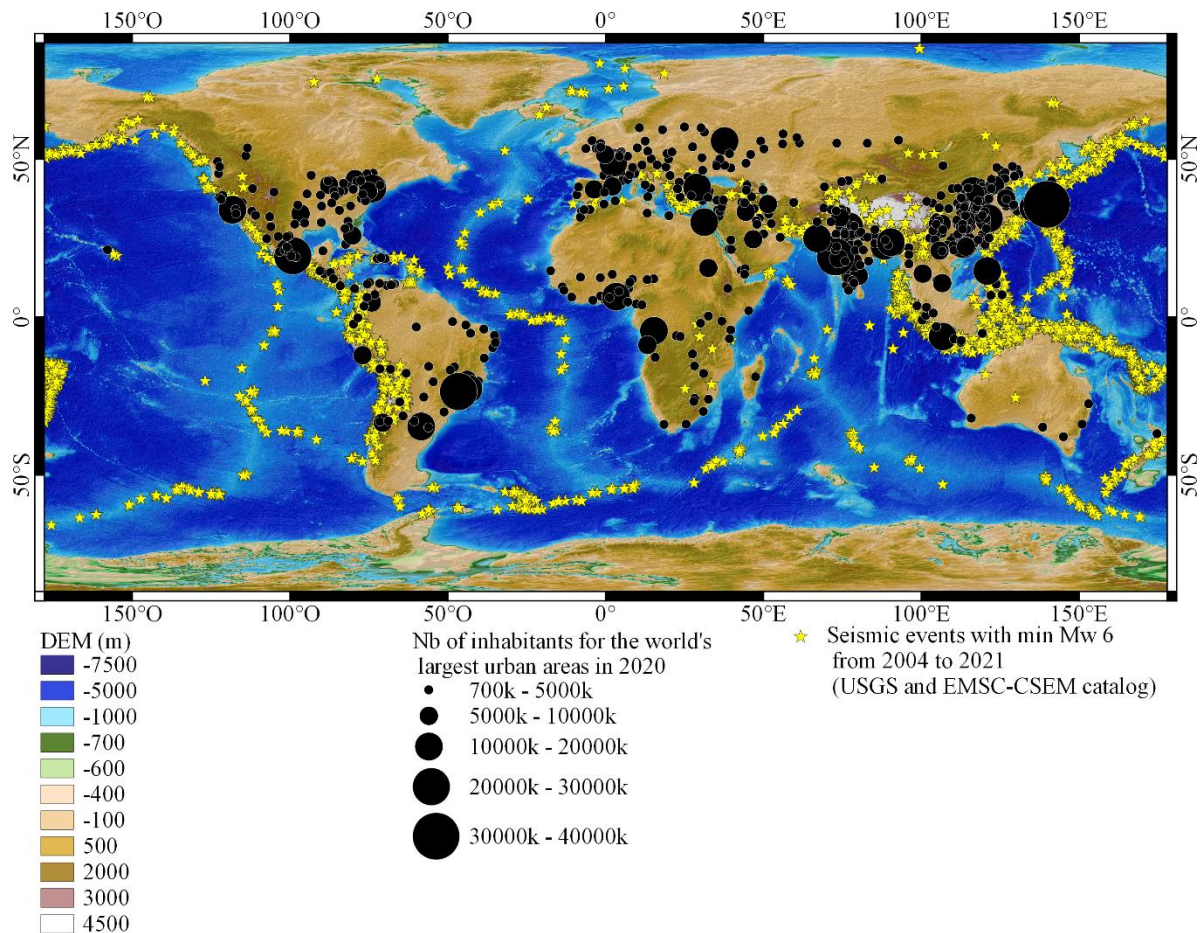 150°O 100°O 50°O 0° 50°E 100°E 150°E
50°N 50°N
0° 0°
50°S 50°S
150°O 100°O 50°O 0° 50°E 100°E 150°E
DEM (m)
-7500
-5000
-1000
-700
-600
-400
-100
500
2000
3000
4500
Nb of inhabitants for the world's
largest urban areas in 2020
700k - 5000k
5000k - 10000k
10000k - 20000k
20000k - 30000k
30000k - 40000k
Seismic events with min Mw 6
from 2004 to 2021
(USGS and EMSC-CSEM catalog)